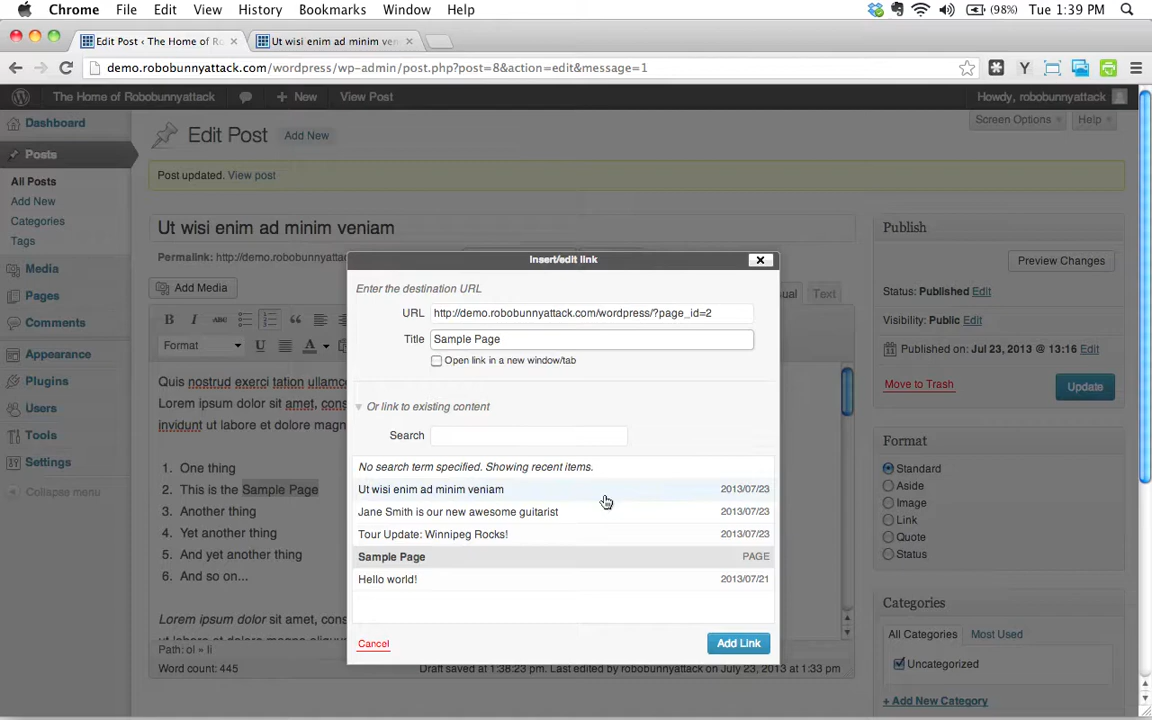 Chrome File Edit View History Bookmarks Window Help (98%) Tue 1:39 PM
Edit Post ‹ The Home of Ro
Ut wisi enim ad minim ven
demo.robobunnyattack.com/wordpress/wp-admin/post.php?post=8&action=edit&message=1
The Home of Robobunnyattack + New View Post Howdy, robobunnyattack
Dashboard
Posts
All Posts
Add New
Categories
Tags
Media
Pages
Comments
Appearance
Plugins
Users
Tools
Settings
Collapse menu
Screen Options Help
Edit Post Add New
Post updated. View post
Ut wisi enim ad minim veniam
Permalink: http://demo.robobunnyatta
Add Media
Visual Text
B I ABC
Format U A
Quis nostrud exerci tation ullamc
Lorem ipsum dolor sit amet, cons
invidunt ut labore et dolore magn
1. One thing
2. This is the Sample Page
3. Another thing
4. Yet another thing
5. And yet another thing
6. And so on...
Path: ol » li
Word count: 445 Draft saved at 1:38:23 pm. Last edited by robobunnyattack on July 23, 2013 at 1:33 pm
Insert/edit link
Enter the destination URL
URL http://demo.robobunnyattack.com/wordpress/?page_id=2
Title Sample Page
Open link in a new window/tab
Or link to existing content
Search
No search term specified. Showing recent items.
Ut wisi enim ad minim veniam 2013/07/23
Jane Smith is our new awesome guitarist 2013/07/23
Tour Update: Winnipeg Rocks! 2013/07/23
Sample Page PAGE
Hello world! 2013/07/21
Cancel Add Link
Publish
Preview Changes
Status: Published Edit
Visibility: Public Edit
Published on: Jul 23, 2013 @ 13:16 Edit
Move to Trash Update
Format
Standard
Aside
Image
Link
Quote
Status
Categories
All Categories Most Used
Uncategorized
+ Add New Category